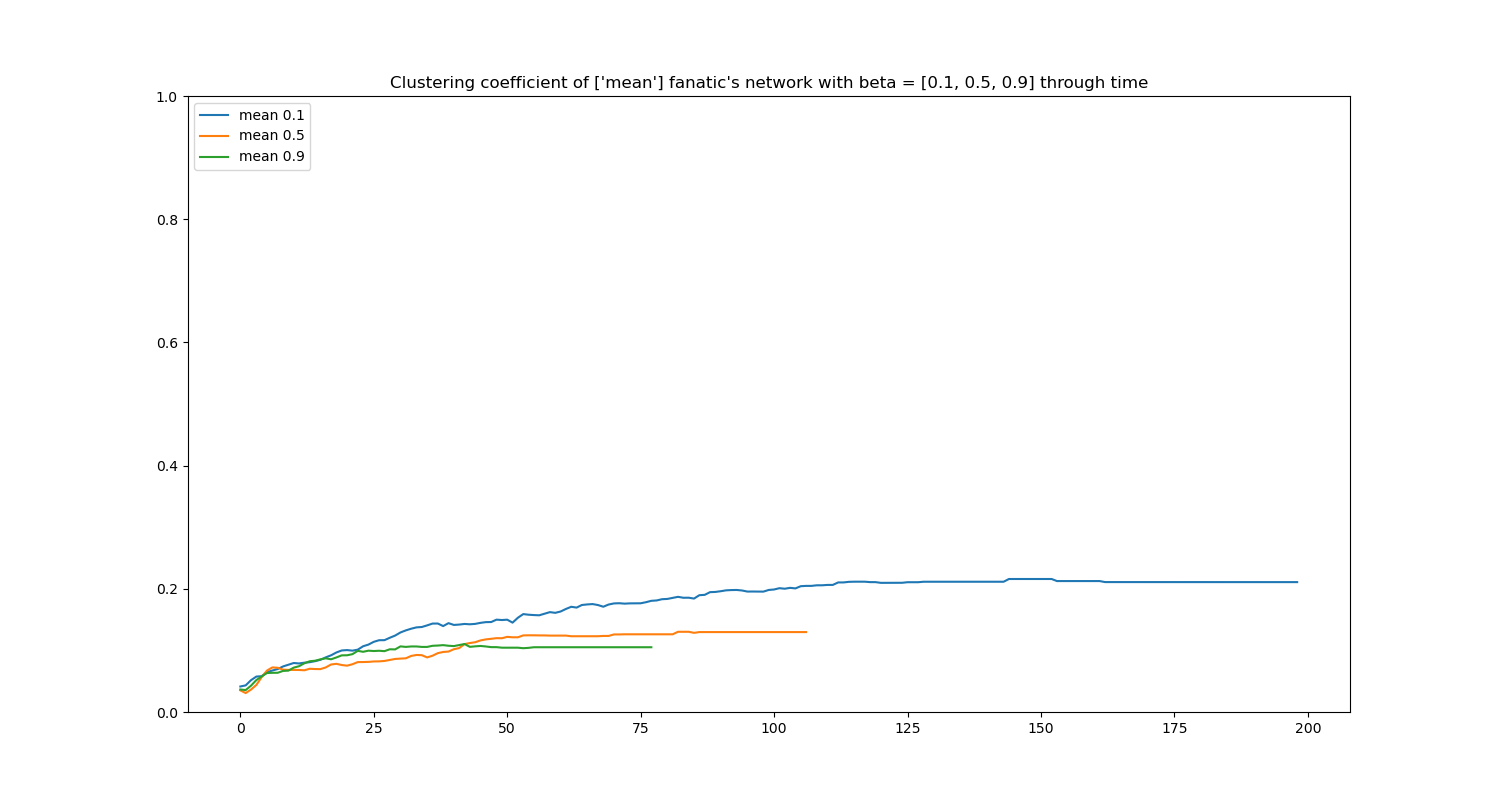 Clustering coefficient of ['mean'] fanatic's network with beta = [0.1, 0.5, 0.9] through time
1.0
0.8
0.6
0.4
0.2
0.0
mean 0.1
mean 0.5
mean 0.9
0 25 50 75 100 125 150 175 200